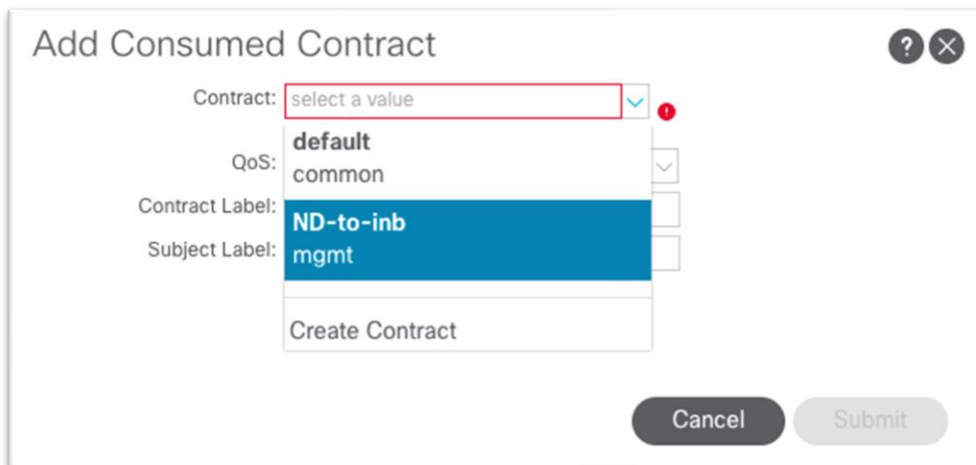 Add Consumed Contract
?
Contract: select a value
!
default
QoS: common
Contract Label: ND-to-inb
Subject Label: mgmt
Create Contract
Cancel Submit